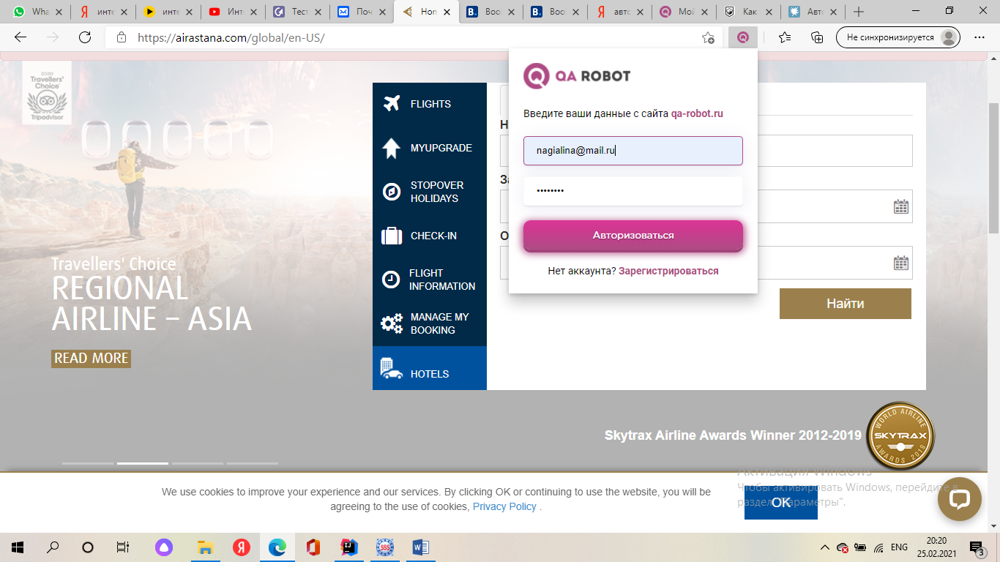 Wha
инте
инте
Инт
Тест
Поч
Hom
Boo
Boo
авто
Мой
Как
Авто
https://airastana.com/global/en-US/
Не синхронизируется
2020
Travellers'
Choice
Tripadvisor
Travellers' Choice
REGIONAL
AIRLINE – ASIA
READ MORE
FLIGHTS
MYUPGRADE
STOPOVER
HOLIDAYS
CHECK-IN
FLIGHT
INFORMATION
MANAGE MY
BOOKING
HOTELS
QA ROBOT
Введите ваши данные с сайта qa-robot.ru
nagialina@mail.ru
••••••••
Авторизоваться
Нет аккаунта? Зарегистрироваться
Н
За
О
Найти
Skytrax Airline Awards Winner 2012-2019
WORLD AIRLINE
SKYTRAX
AWARDS 2019
We use cookies to improve your experience and our services. By clicking OK or continuing to use the website, you will be
agreeing to the use of cookies, Privacy Policy .
OK
Активация Windows
Чтобы активировать Windows, перейдите в
раздел "Параметры".
ENG
20:20
25.02.2021
3